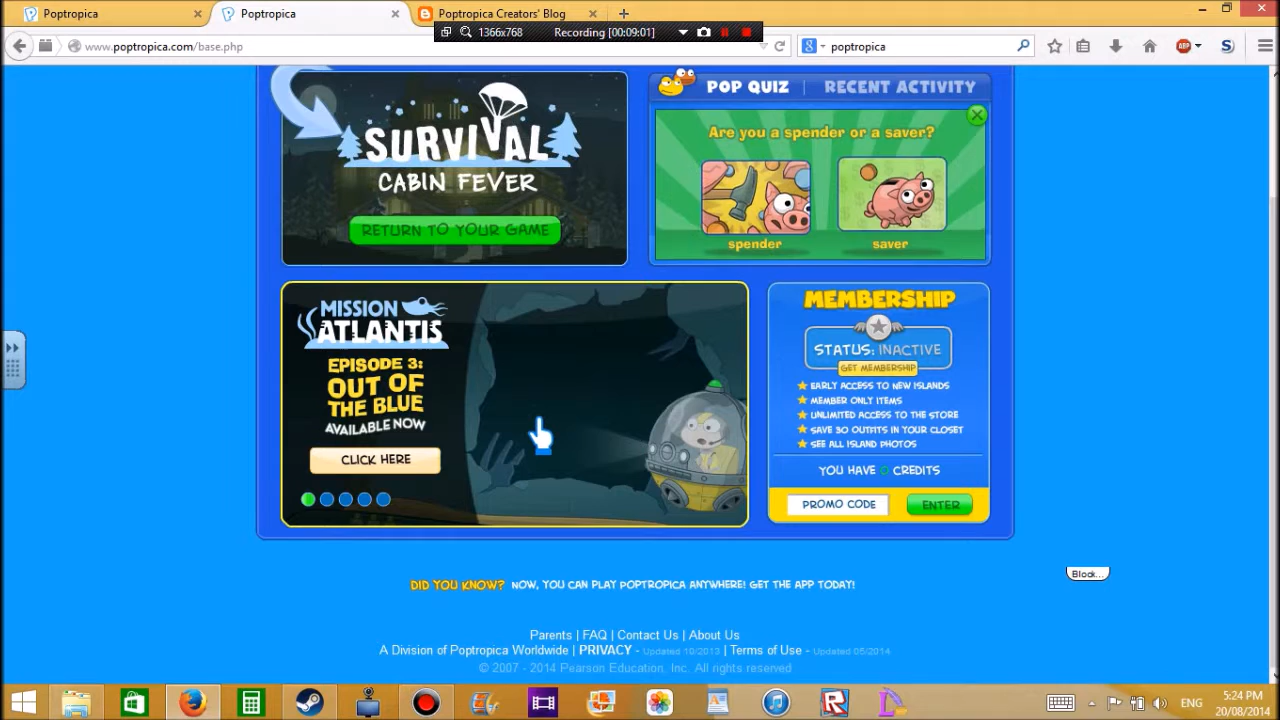 Poptropica
Poptropica
Poptropica Creators' Blog
1366x768
Recording [00:09:01]
www.poptropica.com/base.php
poptropica
ABP
S
SURVIVAL
CABIN FEVER
RETURN TO YOUR GAME
POP QUIZ | RECENT ACTIVITY
Are you a spender or a saver?
spender
saver
MISSION
ATLANTIS
EPISODE 3:
OUT OF
THE BLUE
AVAILABLE NOW
CLICK HERE
MEMBERSHIP
STATUS: INACTIVE
GET MEMBERSHIP
EARLY ACCESS TO NEW ISLANDS
MEMBER ONLY ITEMS
UNLIMITED ACCESS TO THE STORE
SAVE 30 OUTFITS IN YOUR CLOSET
SEE ALL ISLAND PHOTOS
YOU HAVE 0 CREDITS
PROMO CODE
ENTER
DID YOU KNOW? NOW, YOU CAN PLAY POPTROPICA ANYWHERE! GET THE APP TODAY!
Block...
Parents | FAQ | Contact Us | About Us
A Division of Poptropica Worldwide | PRIVACY - Updated 10/2013 | Terms of Use - Updated 05/2014
© 2007 - 2014 Pearson Education, Inc. All rights reserved
ENG
5:24 PM
20/08/2014